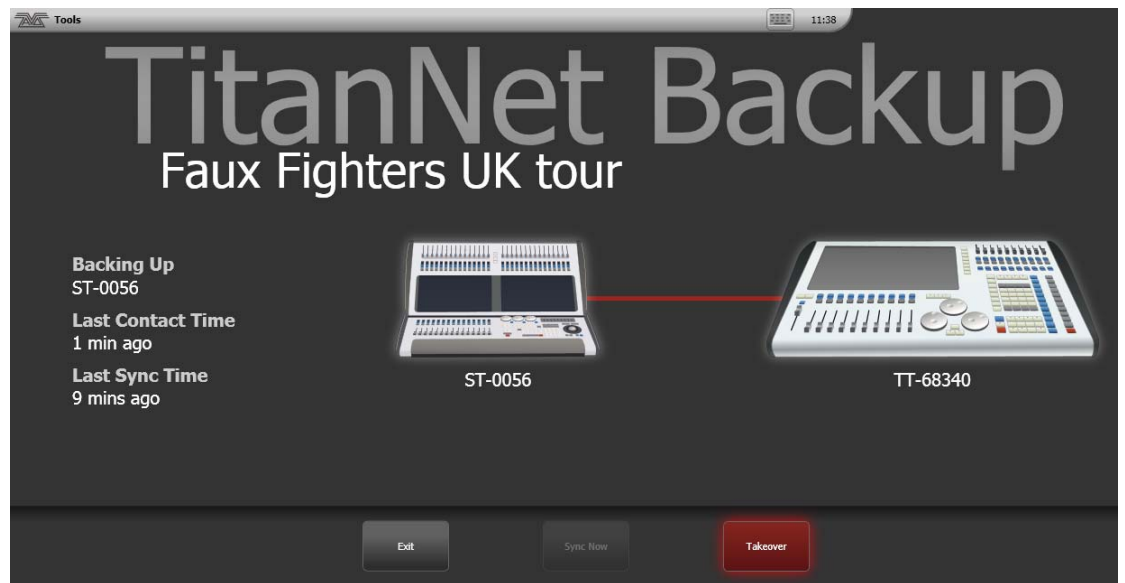 Tools
11:38
TitanNet Backup
Faux Fighters UK tour
Backing Up
ST-0056
Last Contact Time
1 min ago
Last Sync Time
9 mins ago
ST-0056
TT-68340
Exit
Sync Now
Takeover